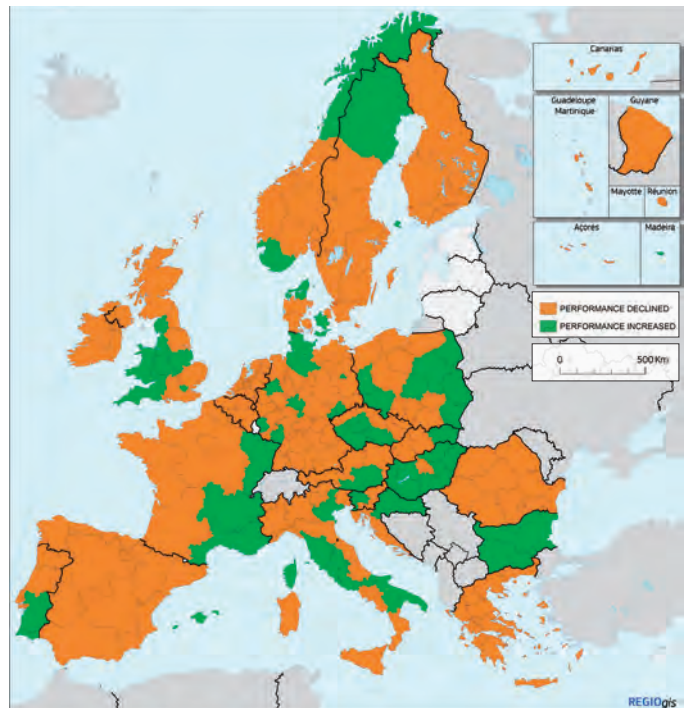 Canarias
Guadeloupe
Martinique
Guyane
Mayotte
Réunion
Açores
Madeira
PERFORMANCE DECLINED
PERFORMANCE INCREASED
0 500 Km
REGIOgis